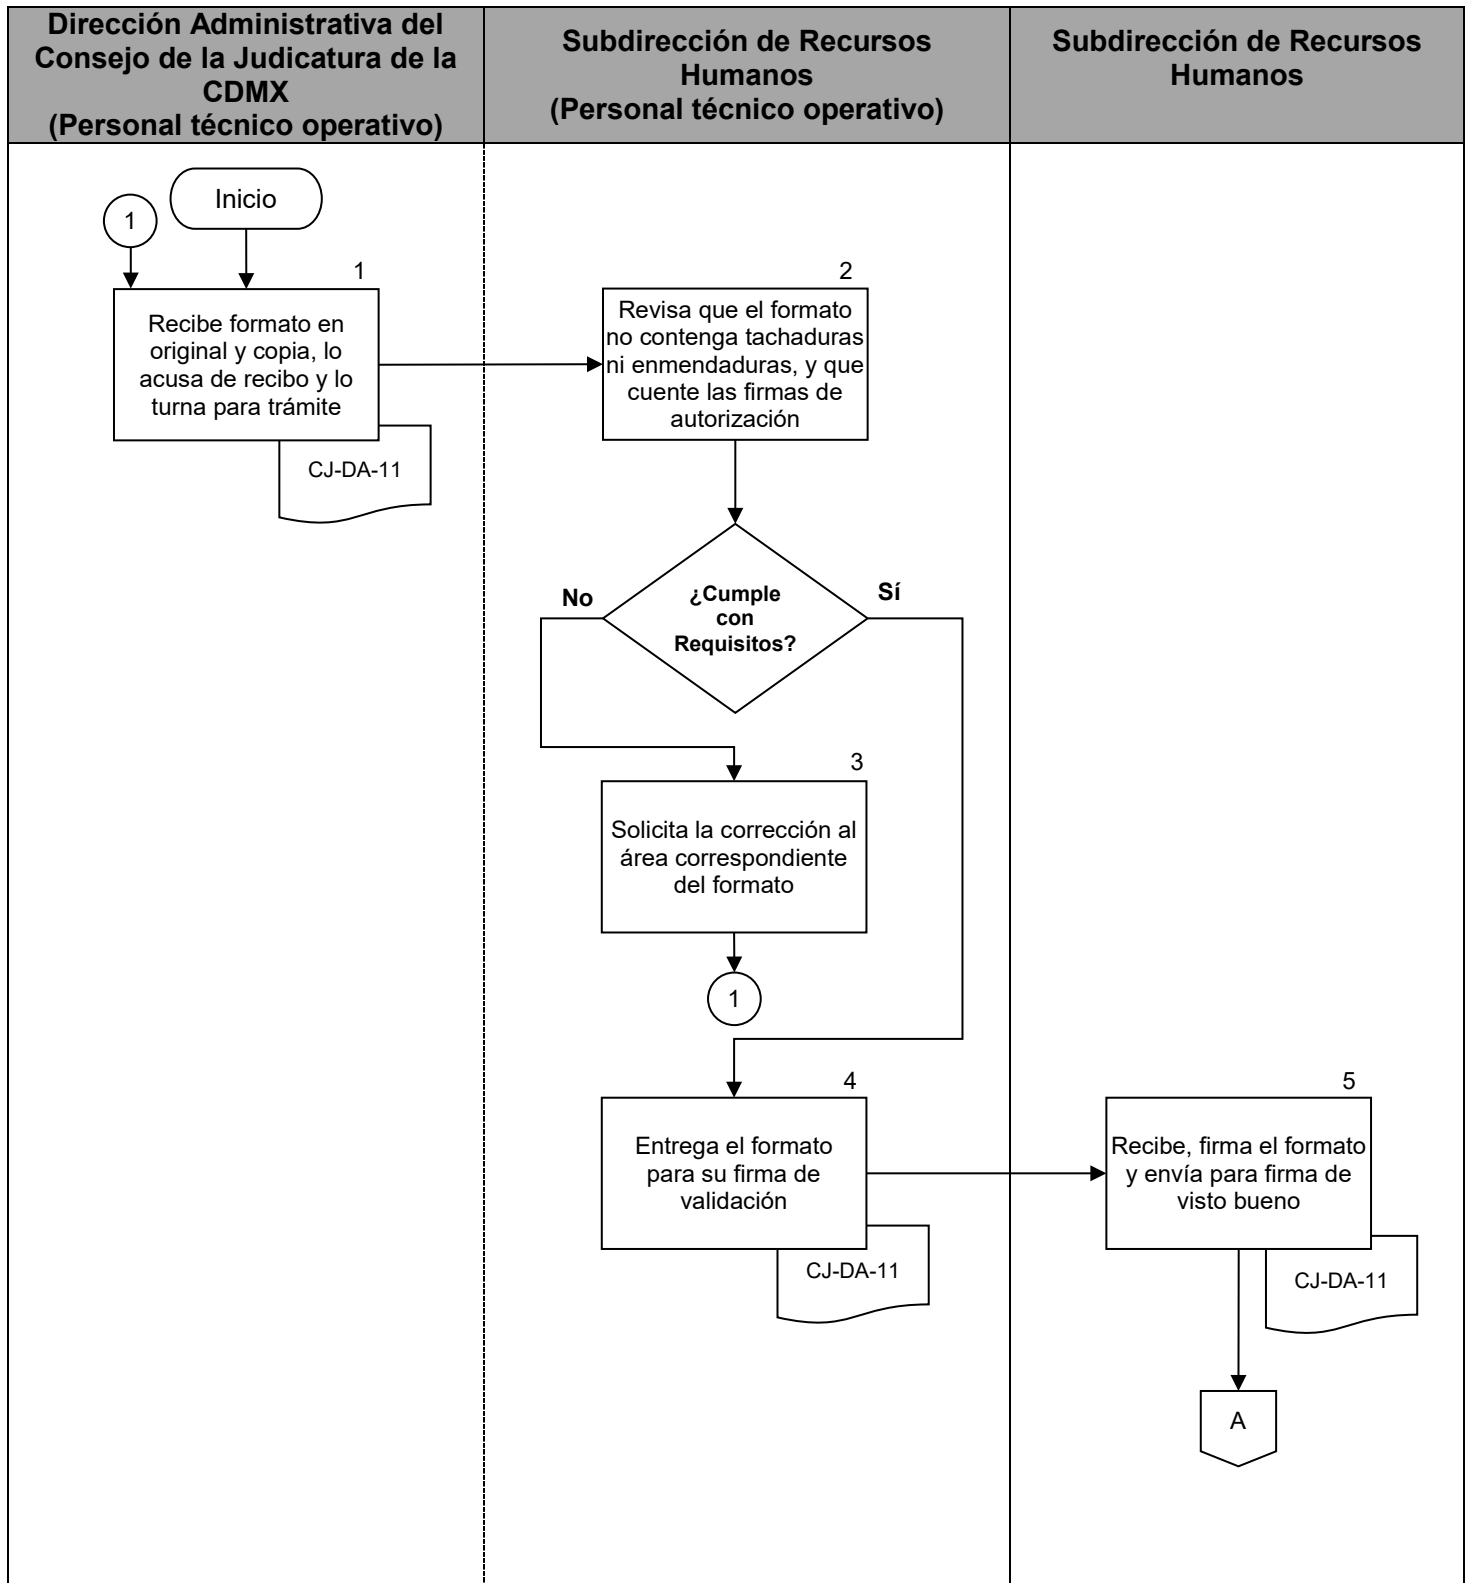 Dirección Administrativa del
Consejo de la Judicatura de la
CDMX
(Personal técnico operativo)
Subdirección de Recursos
Humanos
(Personal técnico operativo)
Subdirección de Recursos
Humanos
Inicio
1
1
Recibe formato en
original y copia, lo
acusa de recibo y lo
turna para trámite
CJ-DA-11
2
Revisa que el formato
no contenga tachaduras
ni enmendaduras, y que
cuente las firmas de
autorización
¿Cumple
con
Requisitos?
No
Sí
3
Solicita la corrección al
área correspondiente
del formato
1
4
Entrega el formato
para su firma de
validación
CJ-DA-11
5
Recibe, firma el formato
y envía para firma de
visto bueno
CJ-DA-11
A